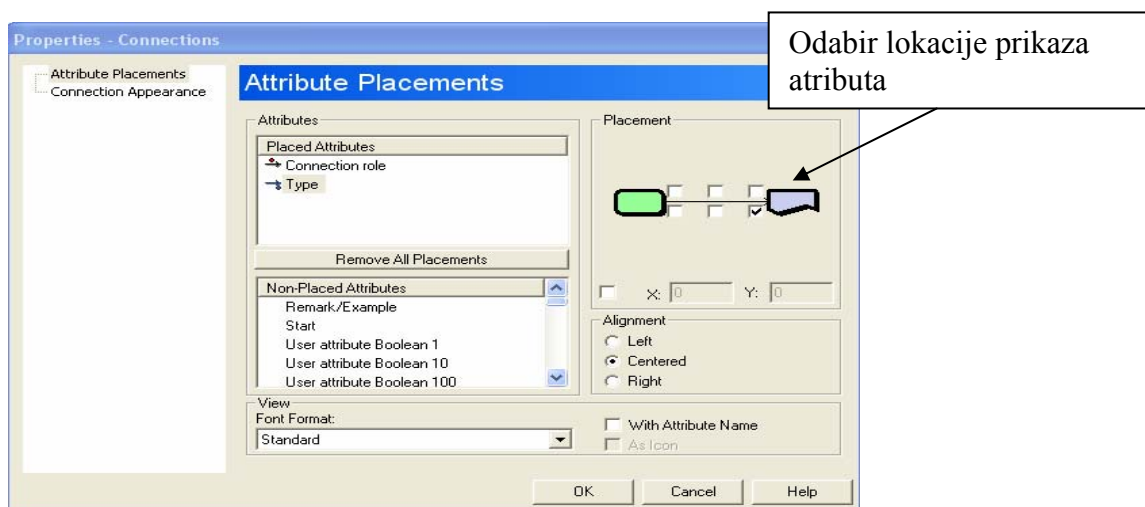 Properties - Connections
Odabir lokacije prikaza
atributa
Attribute Placements
Connection Appearance
Attribute Placements
Attributes
Placed Attributes
Connection role
Type
Remove All Placements
Non-Placed Attributes
Remark/Example
Start
User attribute Boolean 1
User attribute Boolean 10
User attribute Boolean 100
Placement
X: 0 Y: 0
Alignment
Left
Centered
Right
View
Font Format:
Standard
With Attribute Name
As Icon
OK Cancel Help